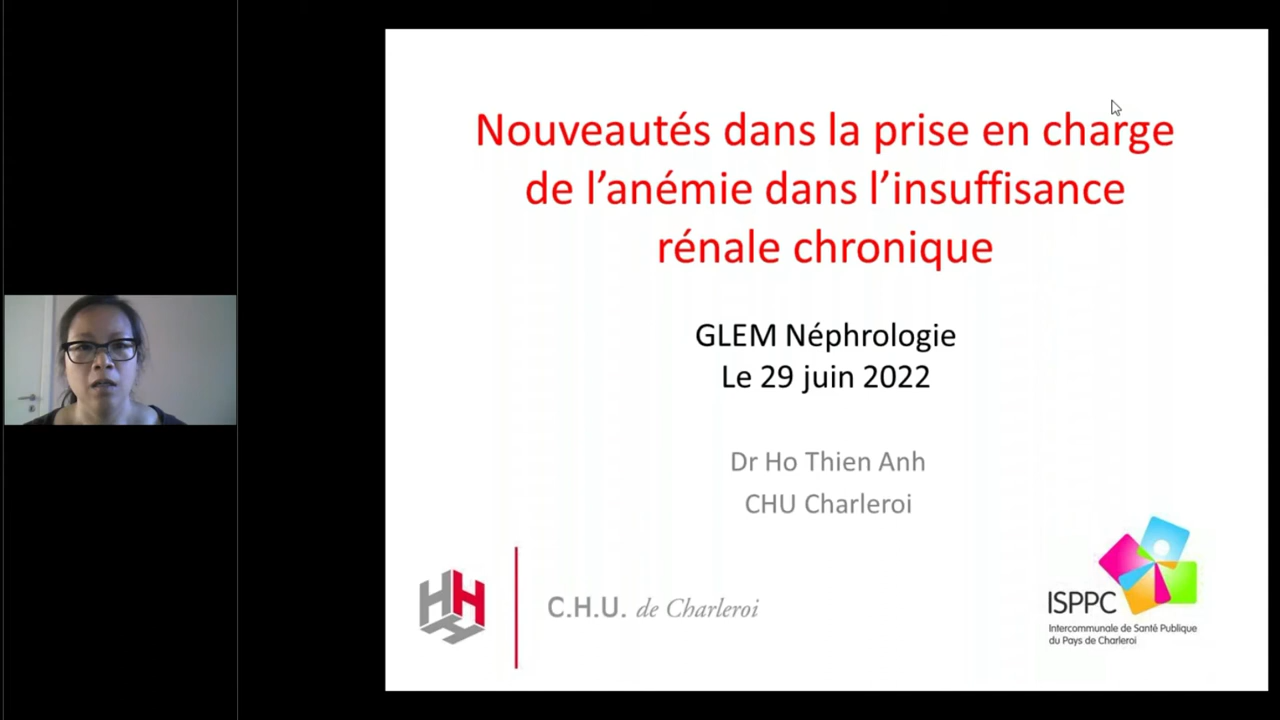 Nouveautés dans la prise en charge
de l’anémie dans l’insuffisance
rénale chronique
GLEM Néphrologie
Le 29 juin 2022
Dr Ho Thien Anh
CHU Charleroi
C.H.U. de Charleroi
ISPPC
Intercommunale de Santé Publique
du Pays de Charleroi